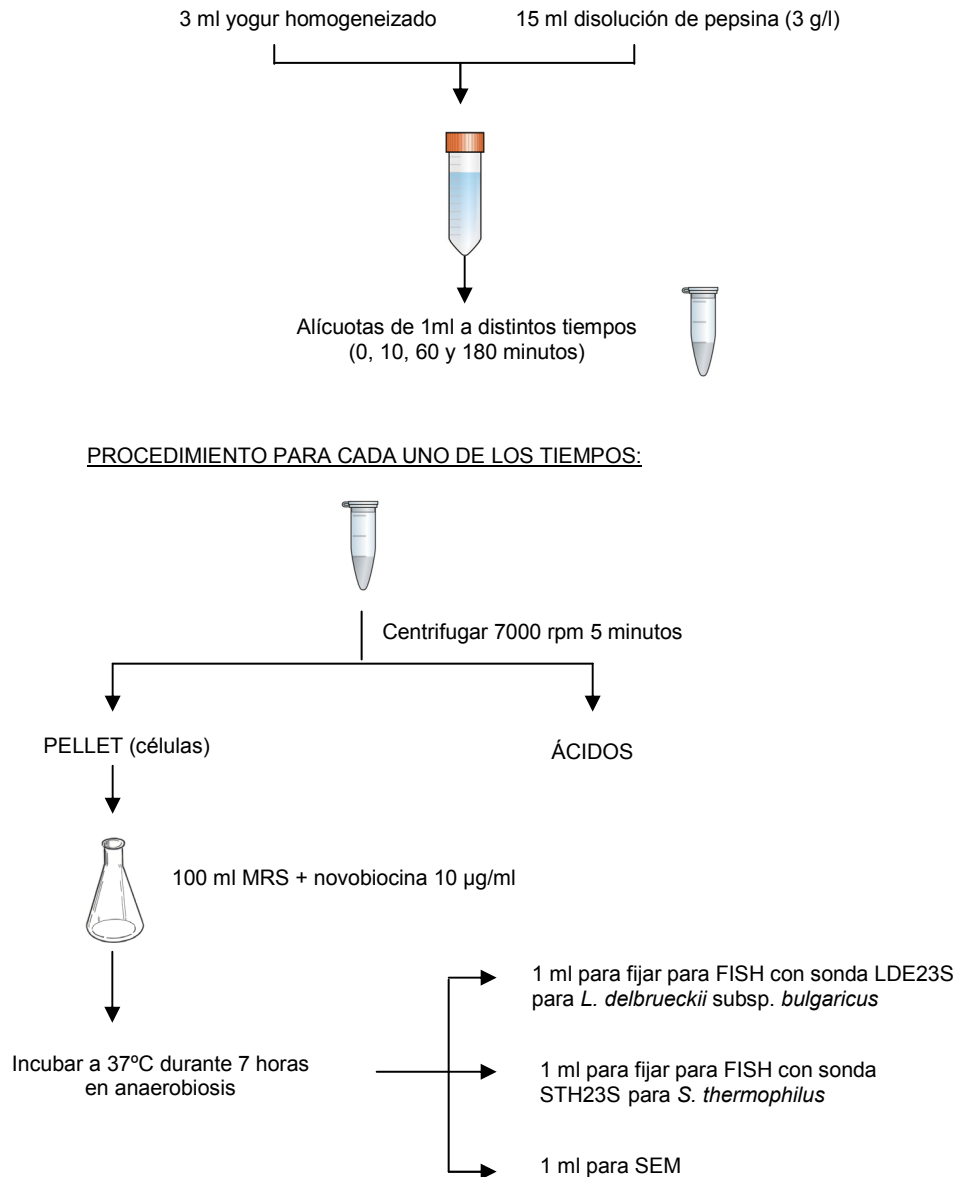 3 ml yogur homogeneizado
15 ml disolución de pepsina (3 g/l)
Alícuotas de 1ml a distintos tiempos
(0, 10, 60 y 180 minutos)
PROCEDIMIENTO PARA CADA UNO DE LOS TIEMPOS:
Centrifugar 7000 rpm 5 minutos
PELLET (células)
ÁCIDOS
100 ml MRS + novobiocina 10 µg/ml
Incubar a 37ºC durante 7 horas
en anaerobiosis
1 ml para fijar para FISH con sonda LDE23S
para L. delbrueckii subsp. bulgaricus
1 ml para fijar para FISH con sonda
STH23S para S. thermophilus
1 ml para SEM